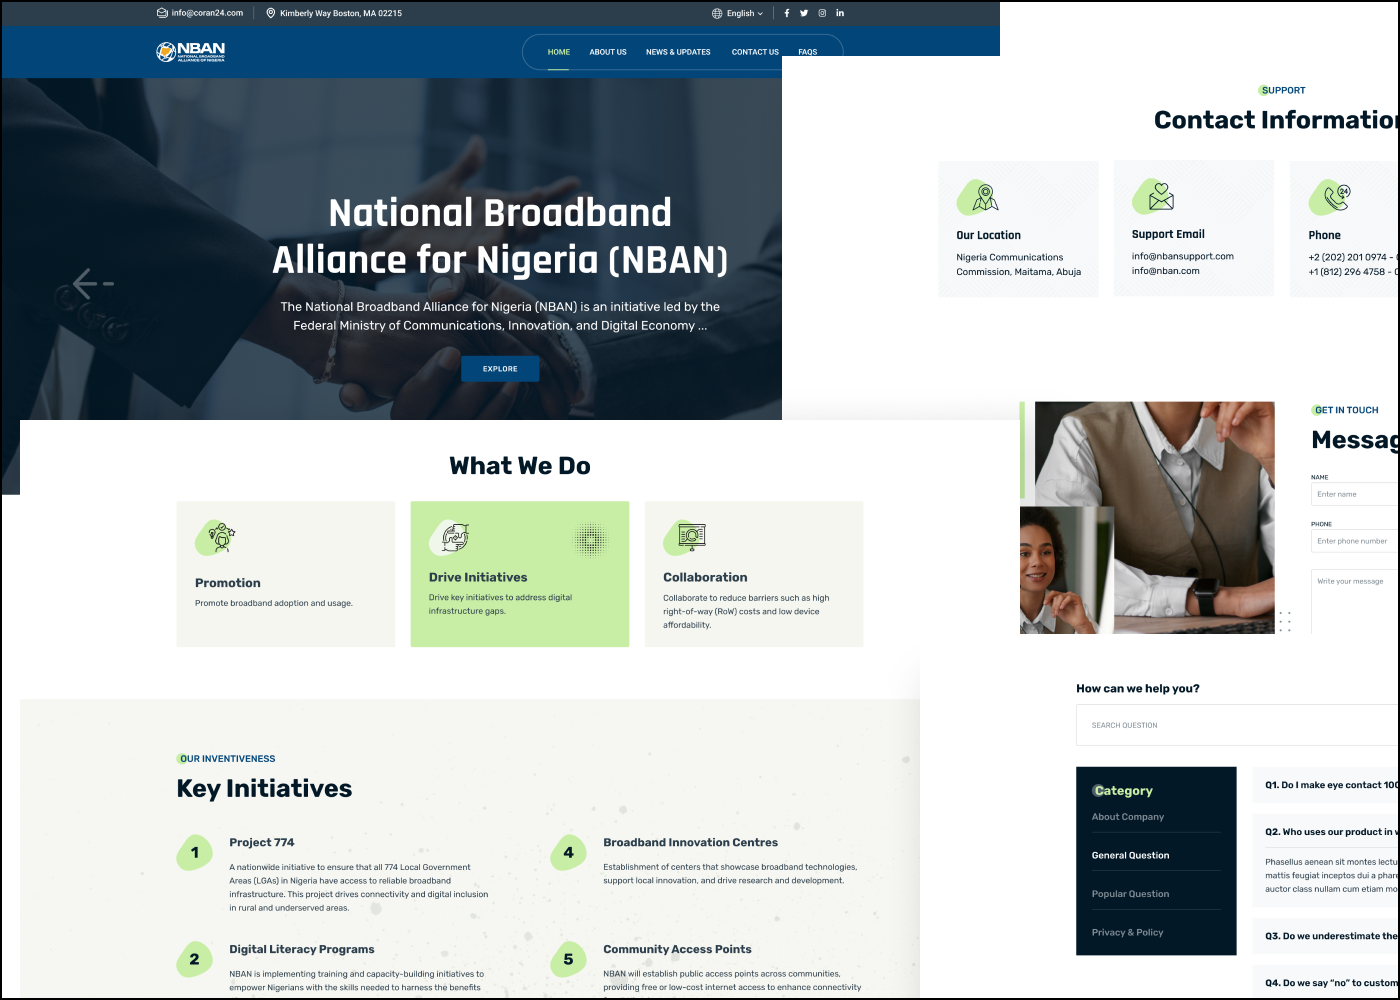 info@coran24.com
Kimberly Way Boston, MA 02215
English
NBAN
NATIONAL BROADBAND
ALLIANCE OF NIGERIA
HOME
ABOUT US
NEWS & UPDATES
CONTACT US
FAQS
National Broadband
Alliance for Nigeria (NBAN)
The National Broadband Alliance for Nigeria (NBAN) is an initiative led by the
Federal Ministry of Communications, Innovation, and Digital Economy ...
EXPLORE
SUPPORT
Contact Information
Our Location
Nigeria Communications
Commission, Maitama, Abuja
Support Email
info@nbansupport.com
info@nban.com
24
Phone
+2 (202) 201 0974 -
+1 (812) 296 4758 -
GET IN TOUCH
Messag
NAME
Enter name
PHONE
Enter phone number
Write your message
What We Do
Promotion
Promote broadband adoption and usage.
Drive Initiatives
Drive key initiatives to address digital
infrastructure gaps.
Collaboration
Collaborate to reduce barriers such as high
right-of-way (RoW) costs and low device
affordability.
OUR INVENTIVENESS
Key Initiatives
1
Project 774
A nationwide initiative to ensure that all 774 Local Government
Areas (LGAs) in Nigeria have access to reliable broadband
infrastructure. This project drives connectivity and digital inclusion
in rural and underserved areas.
4
Broadband Innovation Centres
Establishment of centers that showcase broadband technologies,
support local innovation, and drive research and development.
2
Digital Literacy Programs
NBAN is implementing training and capacity-building initiatives to
empower Nigerians with the skills needed to harness the benefits
5
Community Access Points
NBAN will establish public access points across communities,
providing free or low-cost internet access to enhance connectivity
How can we help you?
SEARCH QUESTION
Category
About Company
General Question
Popular Question
Privacy & Policy
Q1. Do I make eye contact 100
Q2. Who uses our product in
Phasellus aenean sit montes lectu
mattis feugiat inceptos dui a phare
auctor class nullam cum etiam mo
Q3. Do we underestimate the
Q4. Do we say “no” to custom